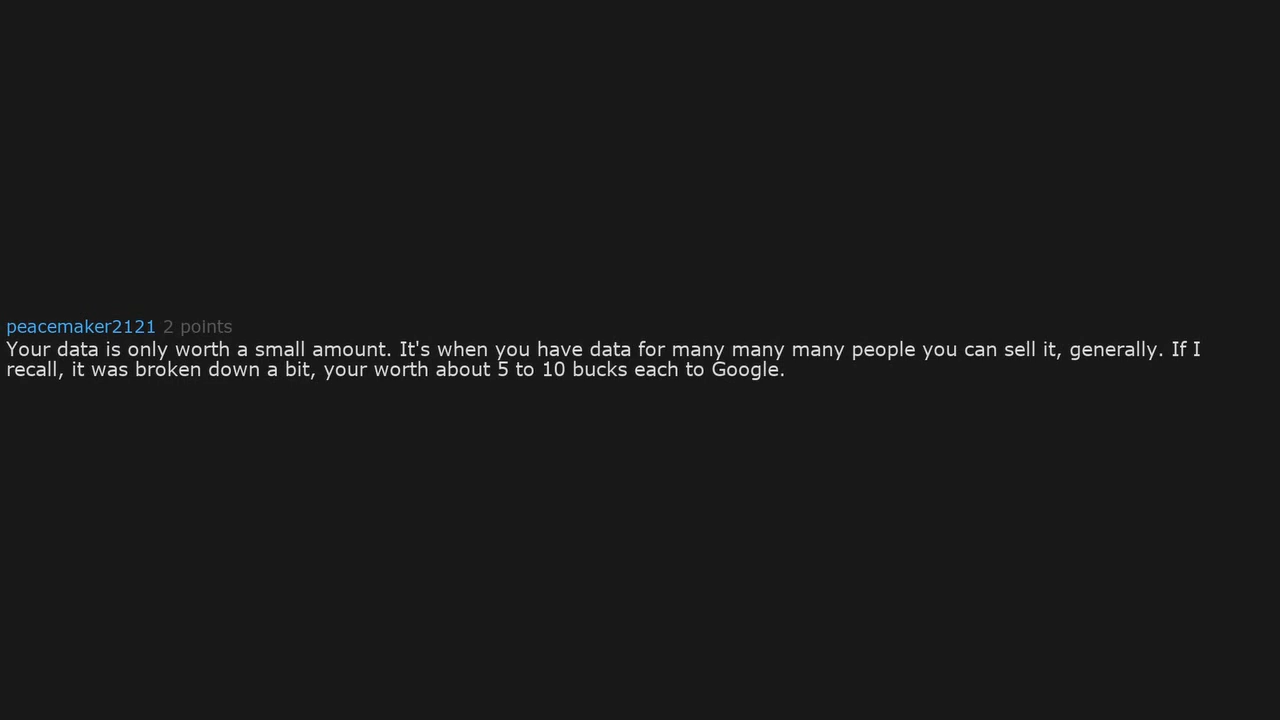 peacemaker2121 2 points
Your data is only worth a small amount. It's when you have data for many many many people you can sell it, generally. If I
recall, it was broken down a bit, your worth about 5 to 10 bucks each to Google.